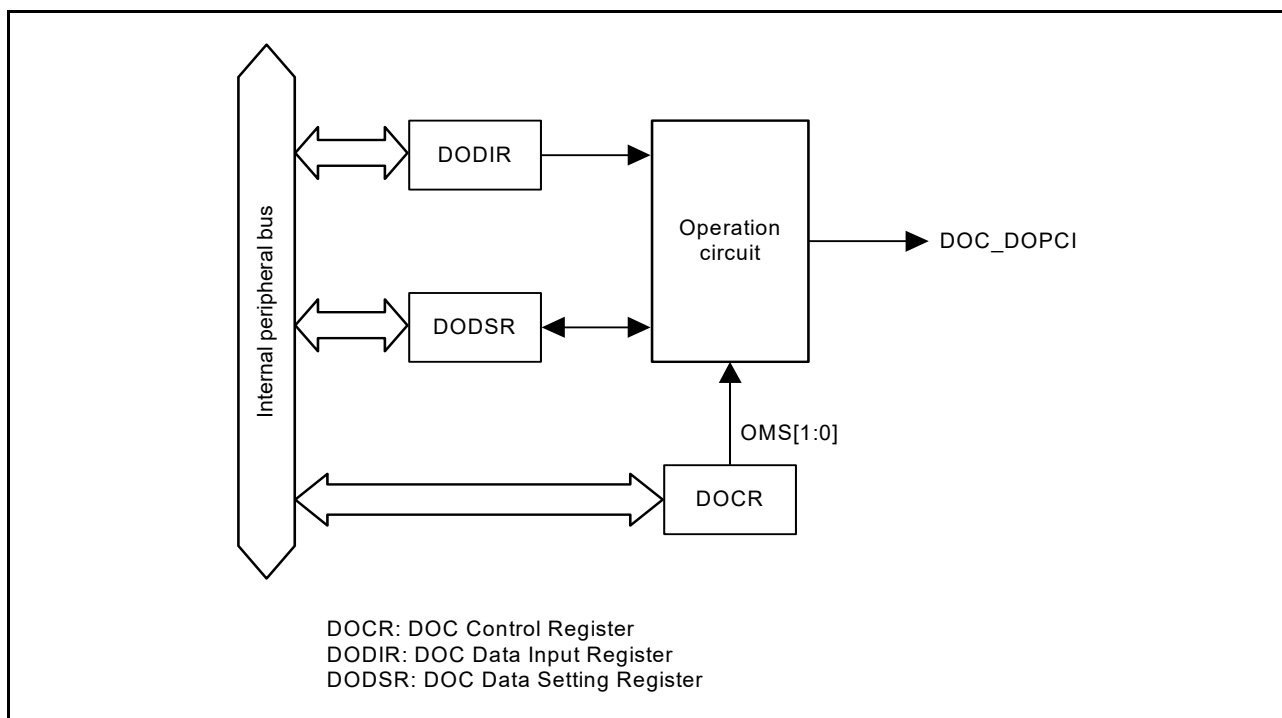 Internal peripheral bus
DODIR
Operation
circuit
DOC_DOPCI
DODSR
OMS[1:0]
DOCR
DOCR: DOC Control Register
DODIR: DOC Data Input Register
DODSR: DOC Data Setting Register